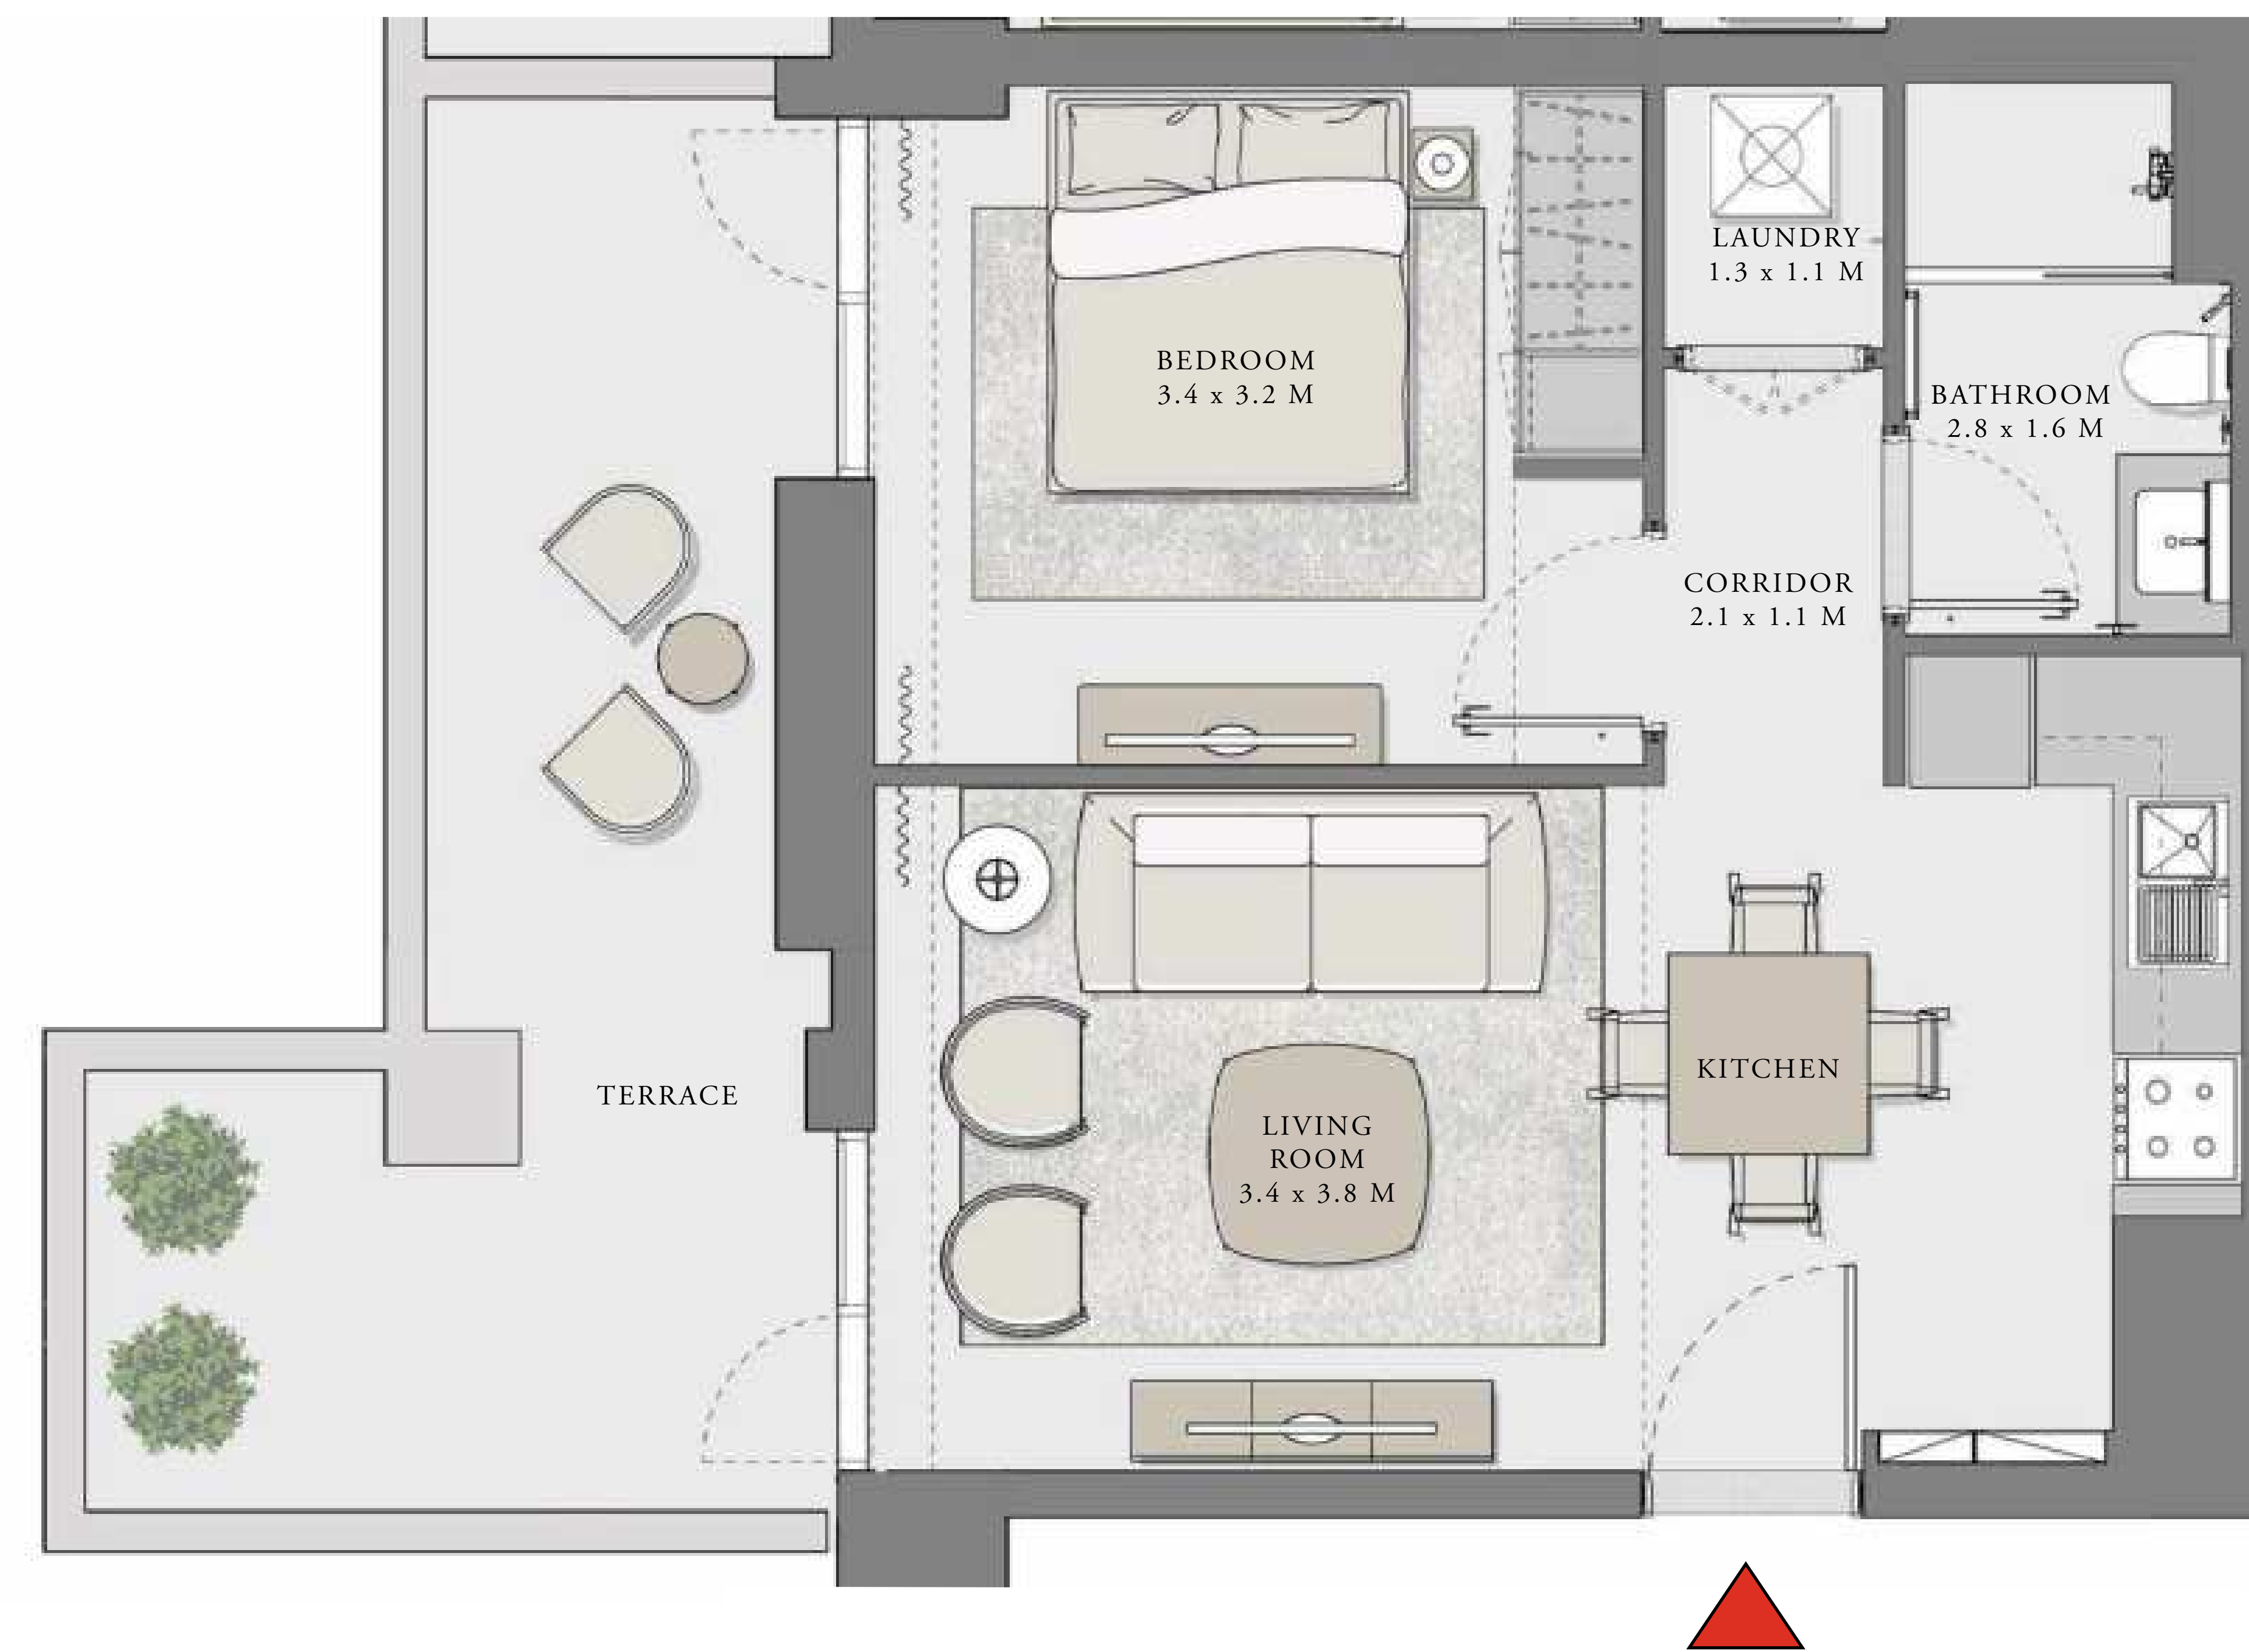 LAUNDRY
1.3 x 1.1 M
BEDROOM
3.4 x 3.2 M
BATHROOM
2.8 x 1.6 M
CORRIDOR
2.1 x 1.1 M
TERRACE
KITCHEN
LIVING
ROOM
3.4 x 3.8 M